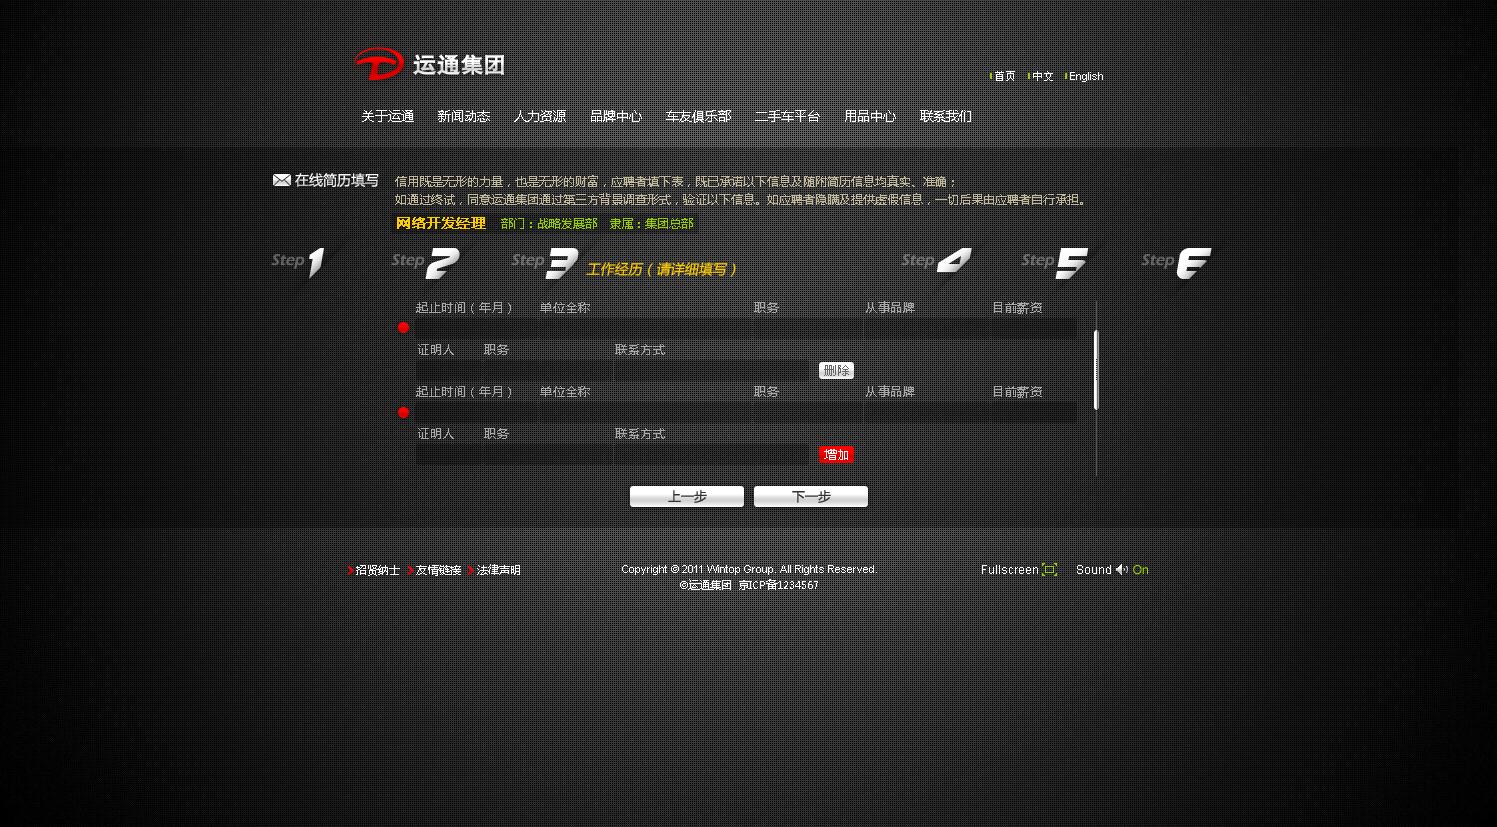 运通集团
首页 中文 English
关于运通 新闻动态 人力资源 品牌中心 车友俱乐部 二手车平台 用品中心 联系我们
在线简历填写
信用既是无形的力量，也是无形的财富，应聘者填下表，既已承诺以下信息及随附简历信息均真实、准确；
如通过终试，同意运通集团通过第三方背景调查形式，验证以下信息。如应聘者隐瞒及提供虚假信息，一切后果由应聘者自行承担。
网络开发经理 部门：战略发展部 隶属：集团总部
Step 1 Step 2 Step 3 工作经历（请详细填写） Step 4 Step 5 Step 6
起止时间（年月） 单位全称 职务 从事品牌 目前薪资
证明人 职务 联系方式
删除
起止时间（年月） 单位全称 职务 从事品牌 目前薪资
证明人 职务 联系方式
增加
上一步 下一步
招贤纳士 友情链接 法律声明 Copyright © 2011 Wintop Group. All Rights Reserved. Fullscreen Sound On
©运通集团 京ICP备1234567